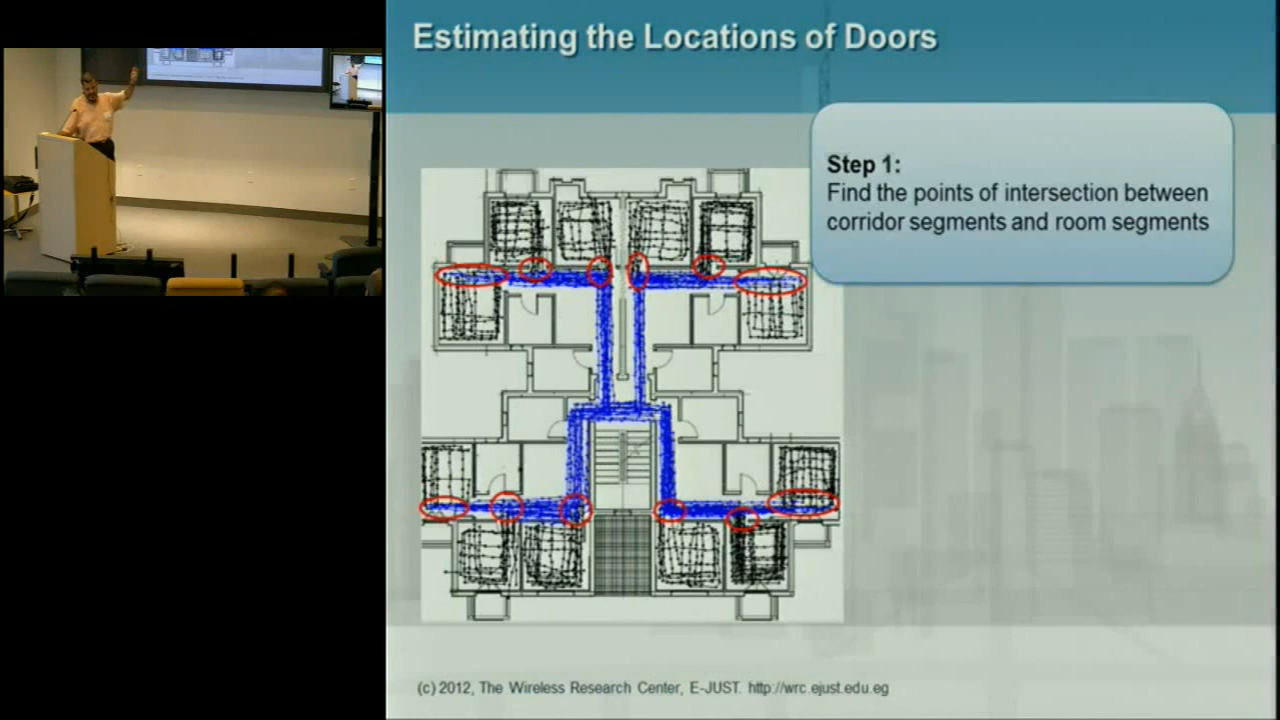 Estimating the Locations of Doors
Step 1:
Find the points of intersection between
corridor segments and room segments
(c) 2012, The Wireless Research Center, E-JUST. http://wrc.ejust.edu.eg